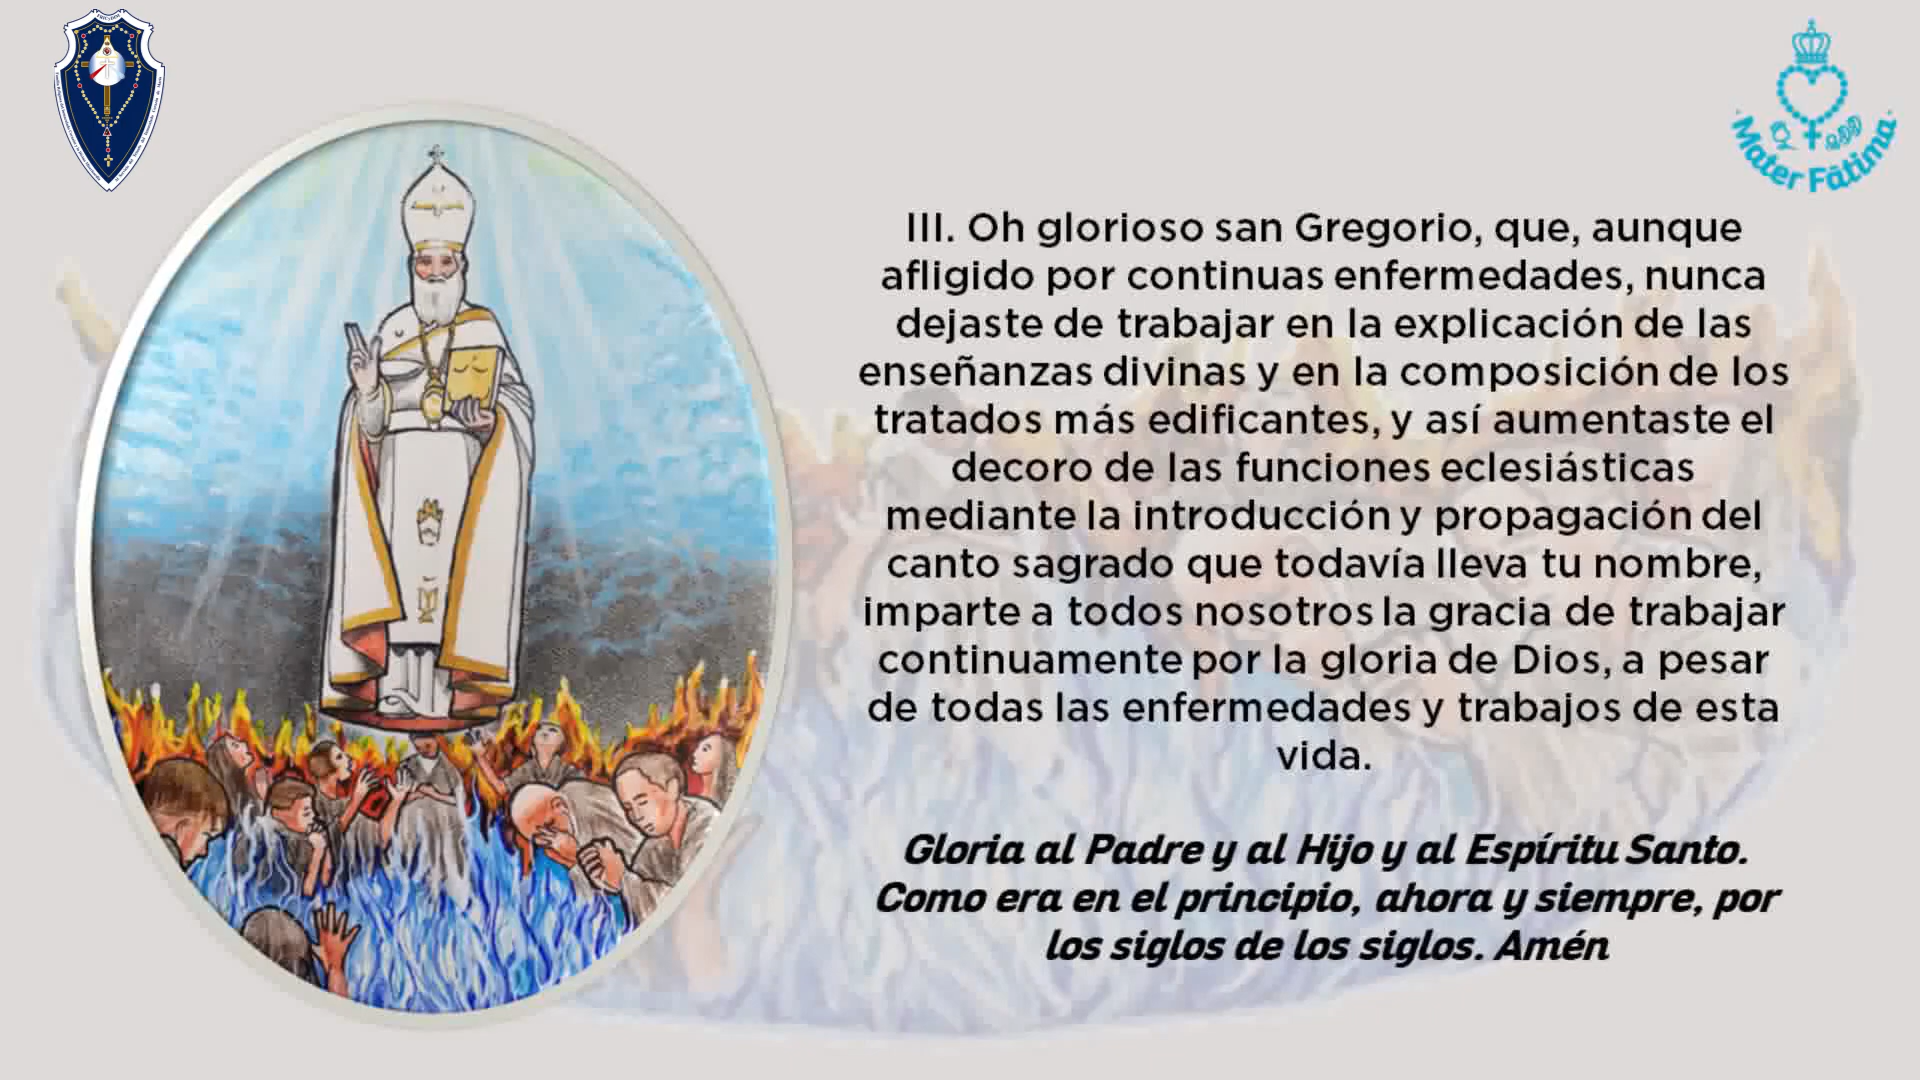 Mater Fátima
III. Oh glorioso san Gregorio, que, aunque
afligido por continuas enfermedades, nunca
dejaste de trabajar en la explicación de las
enseñanzas divinas y en la composición de los
tratados más edificantes, y así aumentaste el
decoro de las funciones eclesiásticas
mediante la introducción y propagación del
canto sagrado que todavía lleva tu nombre,
imparte a todos nosotros la gracia de trabajar
continuamente por la gloria de Dios, a pesar
de todas las enfermedades y trabajos de esta
vida.
Gloria al Padre y al Hijo y al Espíritu Santo.
Como era en el principio, ahora y siempre, por
los siglos de los siglos. Amén